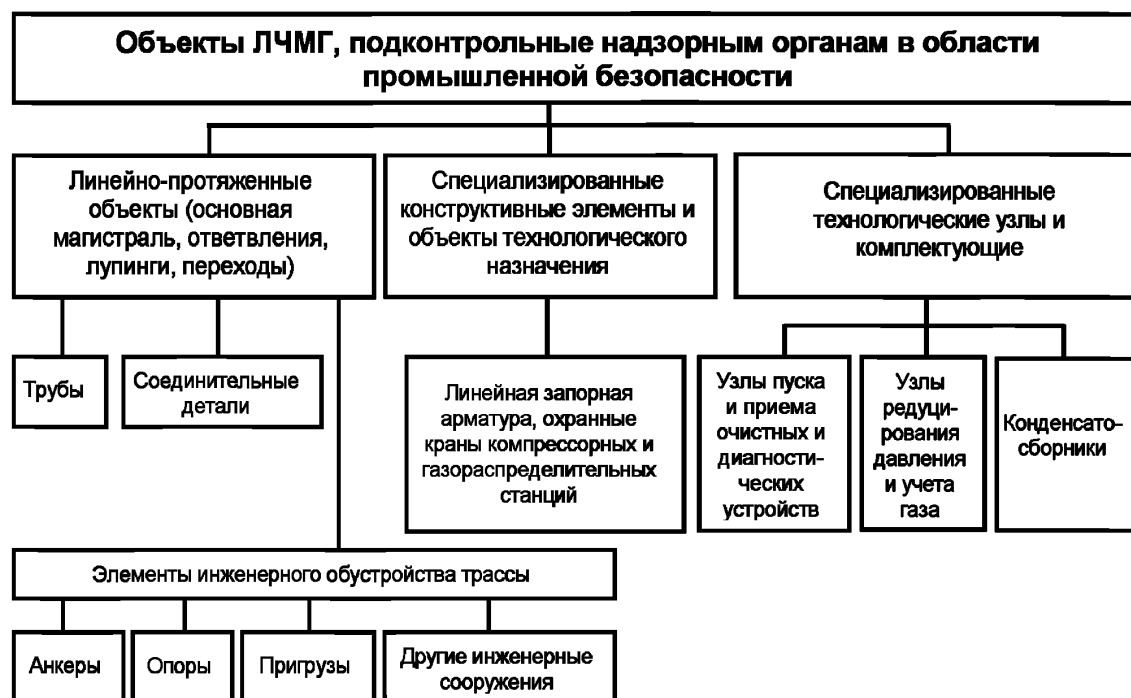 Объекты ЛЧМГ, подконтрольные надзорным органам в области
промышленной безопасности
Линейно-протяженные
объекты (основная
магистраль, ответвления,
лупинги, переходы)
Специализированные
конструктивные элементы и
объекты технологического
назначения
Специализированные
технологические узлы и
комплектующие
Трубы
Соединительные
детали
Линейная запорная
арматура, охранные
краны компрессорных и
газораспределительных
станций
Узлы пуска
и приема
очистных и
диагности-
ческих
устройств
Узлы
редуци-
рования
давления
и учета
газа
Конденсато-
сборники
Элементы инженерного обустройства трассы
Анкеры
Опоры
Пригрузы
Другие инженерные
сооружения